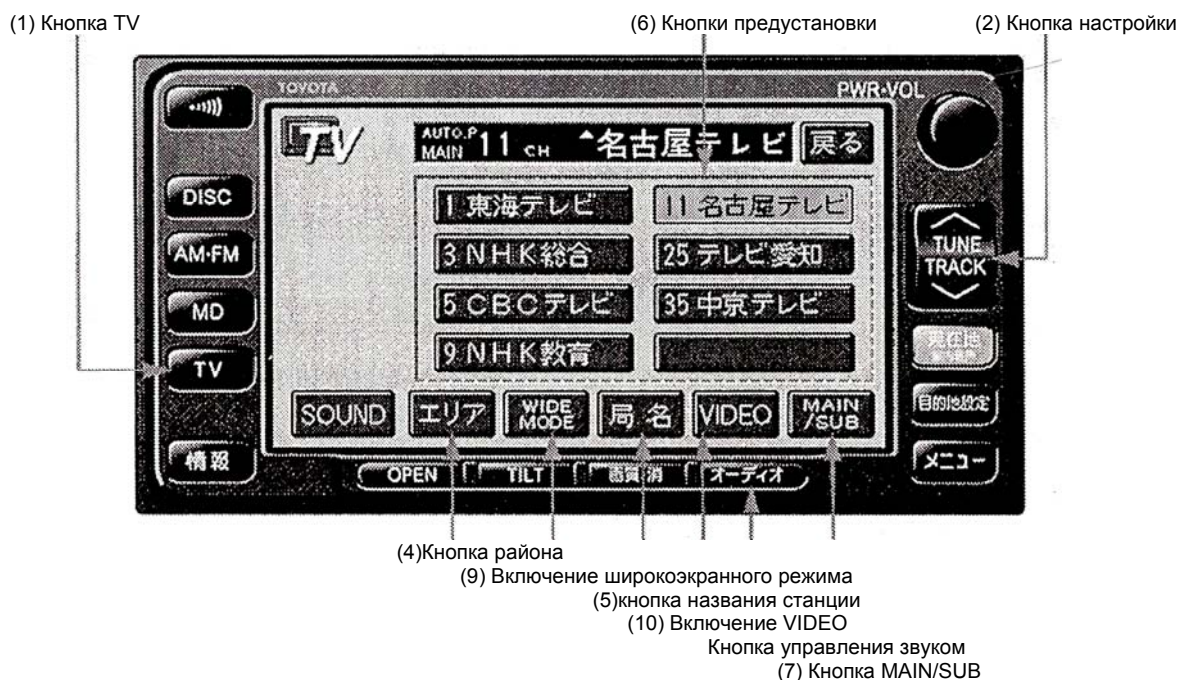 (1) Кнопка TV
(6) Кнопки предустановки
(2) Кнопка настройки
TOYOTA
PWR•VOL
TV
AUTO.P
MAIN 11 CH 名古屋テレビ
戻る
DISC
1 東海テレビ
11 名古屋テレビ
AM•FM
3 NHK総合
25 テレビ愛知
TUNE
TRACK
MD
5 CBCテレビ
35 中京テレビ
現在地
TV
9 NHK教育
SOUND
エリア
WIDE
MODE
局名
VIDEO
MAIN
/SUB
目的地設定
情報
OPEN
TILT
画質 消
オーディオ
メニュー
(4)Кнопка района
(9) Включение широкоэкранного режима
(5)кнопка названия станции
(10) Включение VIDEO
Кнопка управления звуком
(7) Кнопка MAIN/SUB